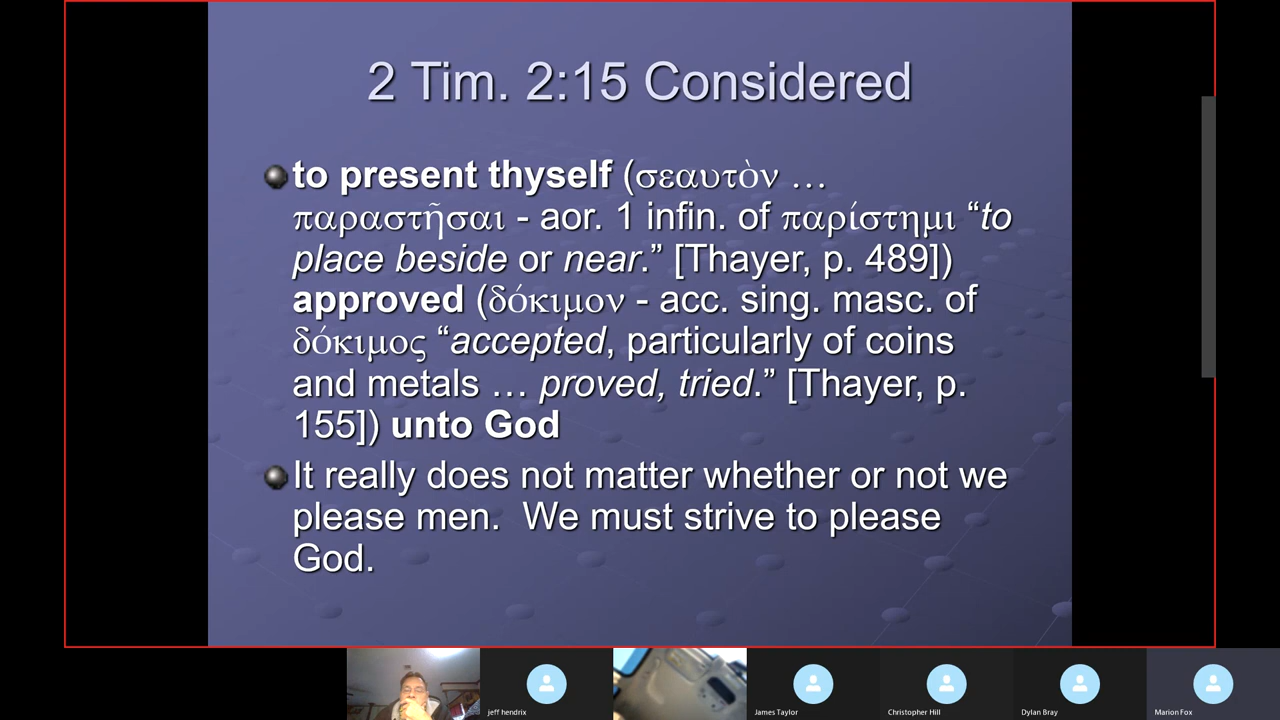 2 Tim. 2:15 Considered
to present thyself (σεαυτὸν …
παραστῆσαι - aor. 1 infin. of παρίστημι “to
place beside or near.” [Thayer, p. 489])
approved (δόκιμον - acc. sing. masc. of
δόκιμος “accepted, particularly of coins
and metals … proved, tried.” [Thayer, p.
155]) unto God
It really does not matter whether or not we
please men.  We must strive to please
God.
jeff hendrix
James Taylor
Christopher Hill
Dylan Bray
Marion Fox